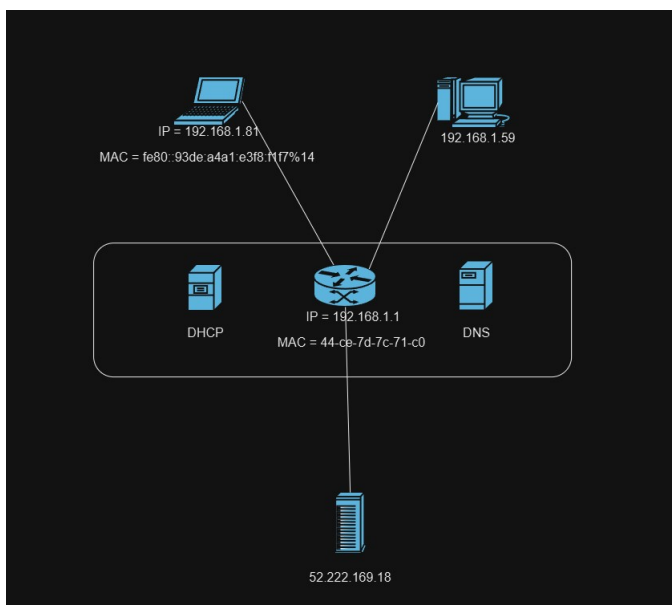 IP = 192.168.1.81
MAC = fe80::93de:a4a1:e3f8:f1f7%14
192.168.1.59
DHCP
IP = 192.168.1.1
MAC = 44-ce-7d-7c-71-c0
DNS
52.222.169.18